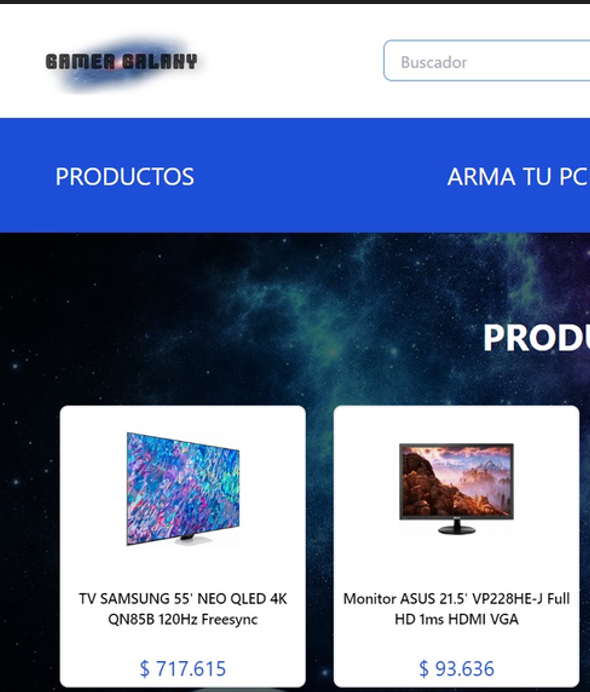 GAMER GALAXY
Buscador
PRODUCTOS
ARMA TU PC
PRODU
TV SAMSUNG 55' NEO QLED 4K
QN85B 120Hz Freesync
$ 717.615
Monitor ASUS 21.5' VP228HE-J Full
HD 1ms HDMI VGA
$ 93.636